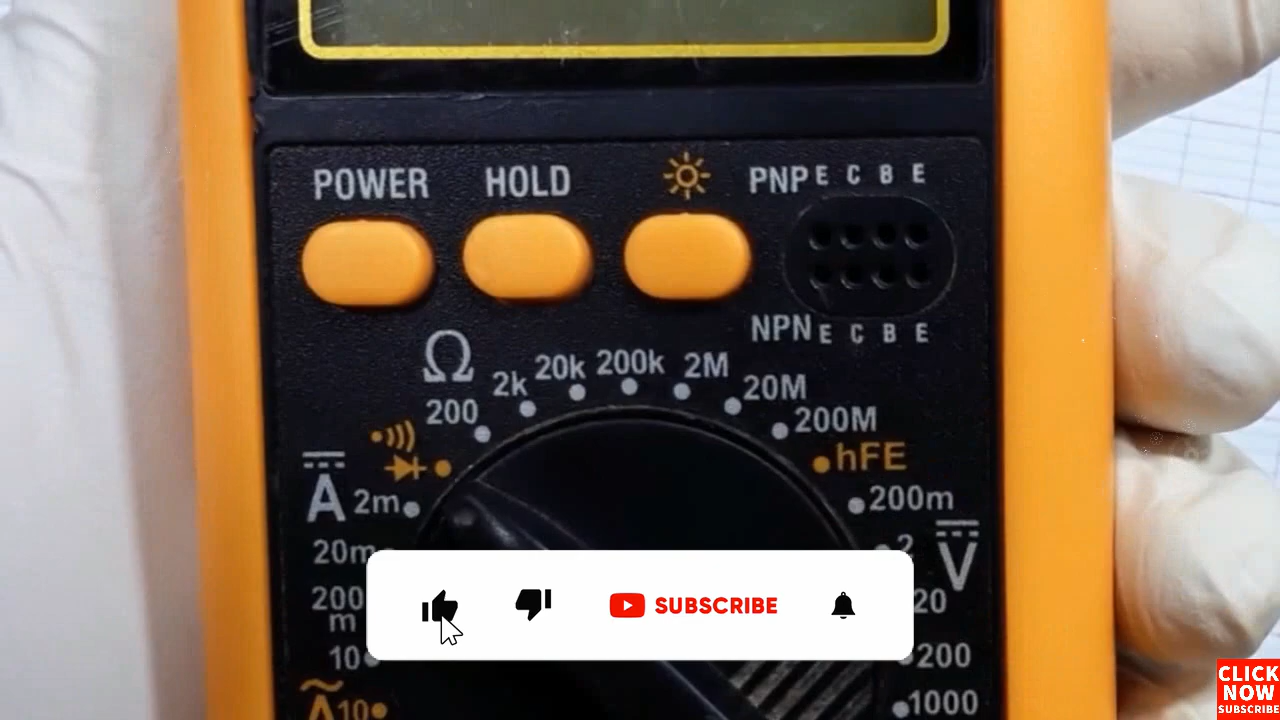 POWER HOLD PNP E C B E
NPN E C B E
Ω
200 2k 20k 200k 2M 20M 200M
hFE
A 2m 200m
20m 2 V
200 m 20
10 200
A 10 1000
SUBSCRIBE
CLICK
NOW
SUBSCRIBE